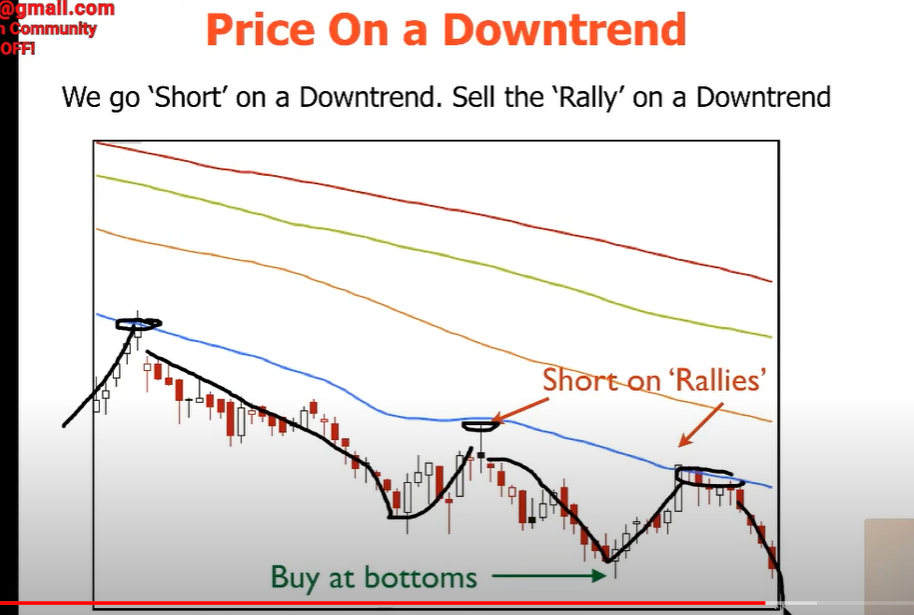 @gmail.com
Community
OFF!
Price On a Downtrend
We go ‘Short’ on a Downtrend. Sell the ‘Rally’ on a Downtrend
Short on ‘Rallies’
Buy at bottoms